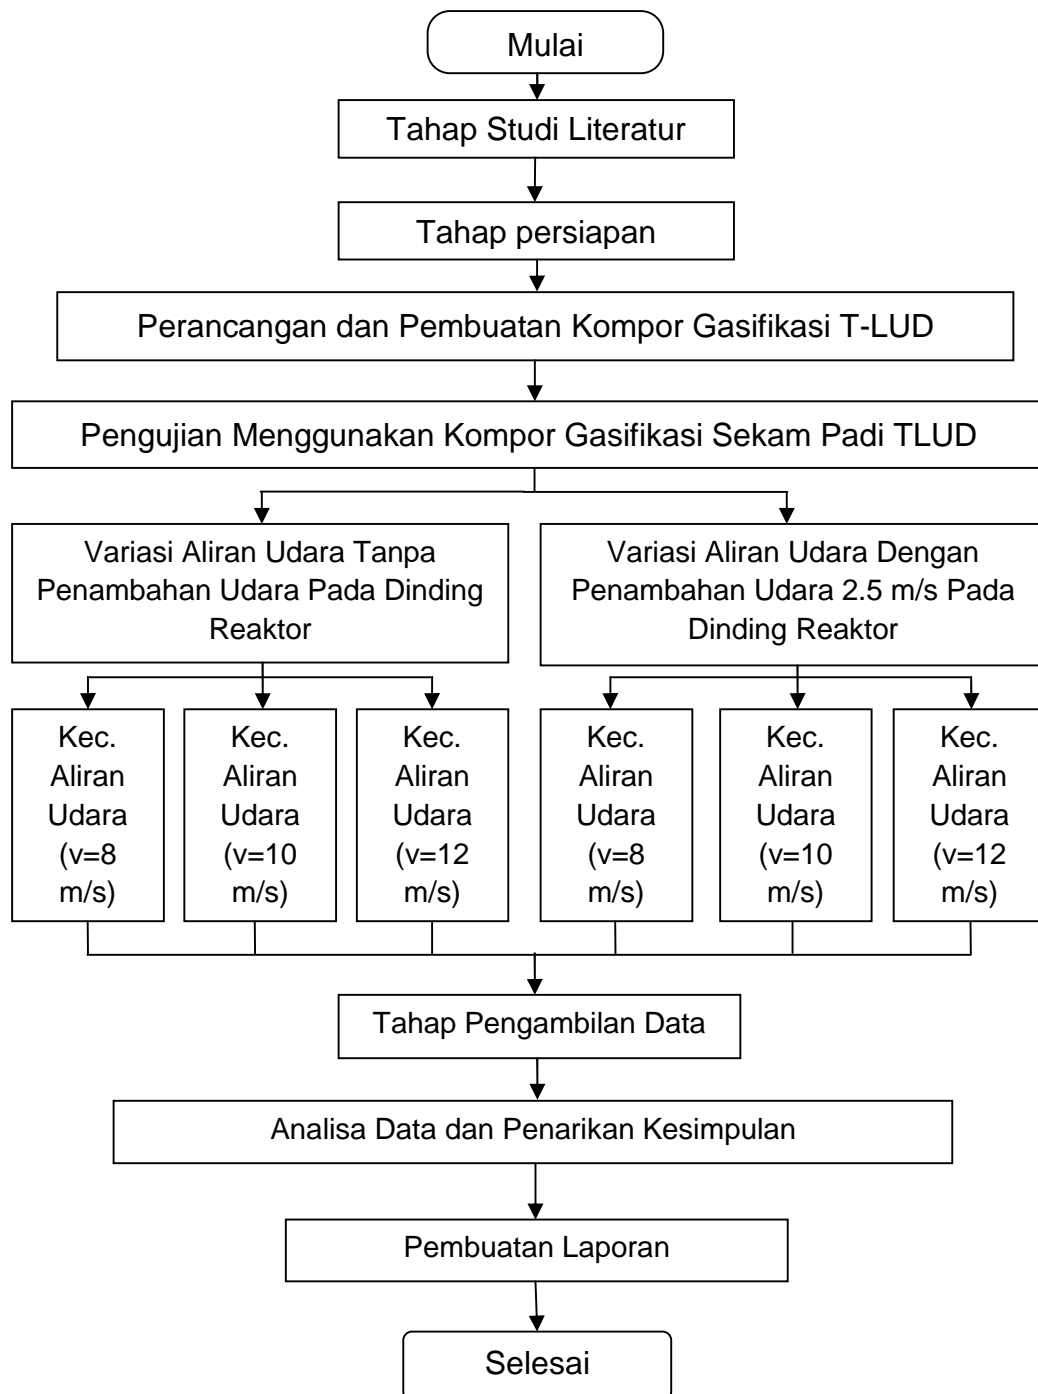 Mulai
Tahap Studi Literatur
Tahap persiapan
Perancangan dan Pembuatan Kompor Gasifikasi T-LUD
Pengujian Menggunakan Kompor Gasifikasi Sekam Padi TLUD
Variasi Aliran Udara Tanpa
Penambahan Udara Pada Dinding
Reaktor
Variasi Aliran Udara Dengan
Penambahan Udara 2.5 m/s Pada
Dinding Reaktor
Kec.
Aliran
Udara
(v=8
m/s)
Kec.
Aliran
Udara
(v=10
m/s)
Kec.
Aliran
Udara
(v=12
m/s)
Kec.
Aliran
Udara
(v=8
m/s)
Kec.
Aliran
Udara
(v=10
m/s)
Kec.
Aliran
Udara
(v=12
m/s)
Tahap Pengambilan Data
Analisa Data dan Penarikan Kesimpulan
Pembuatan Laporan
Selesai